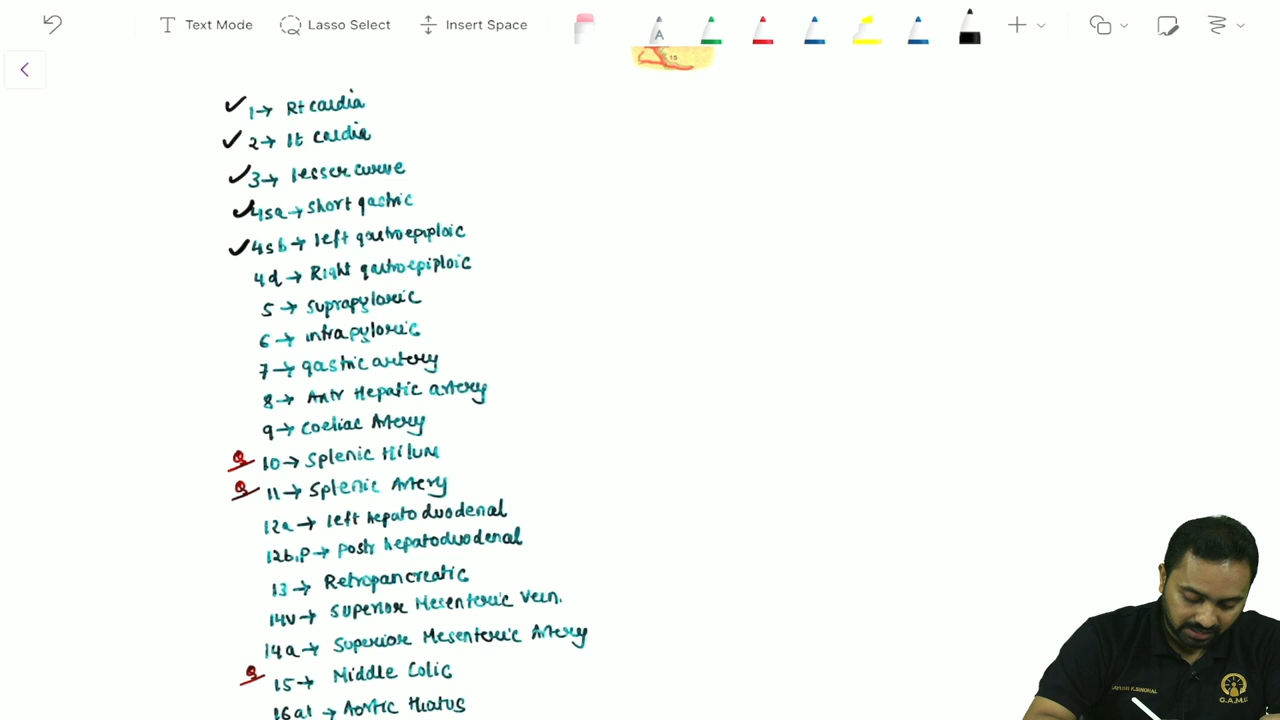 Text Mode Lasso Select Insert Space
A
15
1→ Rt cardia
2→ lt cardia
3→ lesser curve
4sa→ short gastric
4sb→ left gastroepiploic
4d→ Right gastroepiploic
5→ suprapyloric
6→ infrapyloric
7→ gastric artery
8→ Antr Hepatic artery
9→ Coeliac Artery
Q 10→ Splenic Hilum
Q 11→ Splenic Artery
12a→ left hepatoduodenal
12b,p→ postr hepatoduodenal
13→ Retropancreatic
14v→ Superior Mesenteric Vein.
14a→ Superior Mesenteric Artery
Q 15→ Middle Colic
16a1→ Aortic Hiatus